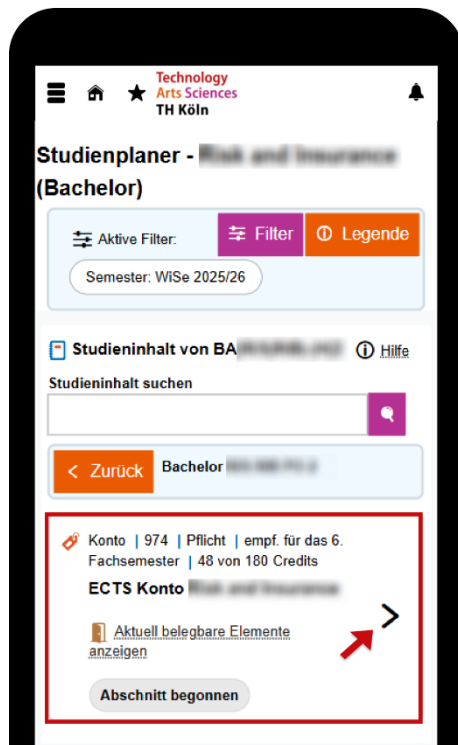 Technology
Arts Sciences
TH Köln
Studienplaner -
(Bachelor)
Aktive Filter:
Filter
Legende
Semester: WiSe 2025/26
Studieninhalt von BA
Hilfe
Studieninhalt suchen
Zurück
Bachelor
Konto | 974 | Pflicht | empf. für das 6.
Fachsemester | 48 von 180 Credits
ECTS Konto
Aktuell belegbare Elemente
anzeigen
Abschnitt begonnen